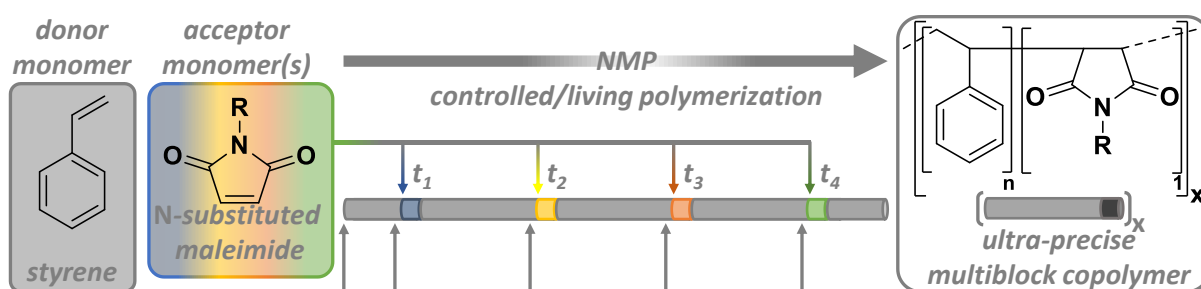 donor
monomer
styrene
acceptor
monomer(s)
R
N
O
O
N-substituted
maleimide
NMP
controlled/living polymerization
t1
t2
t3
t4
n
O
N
O
R
1
x
x
ultra-precise
multiblock copolymer